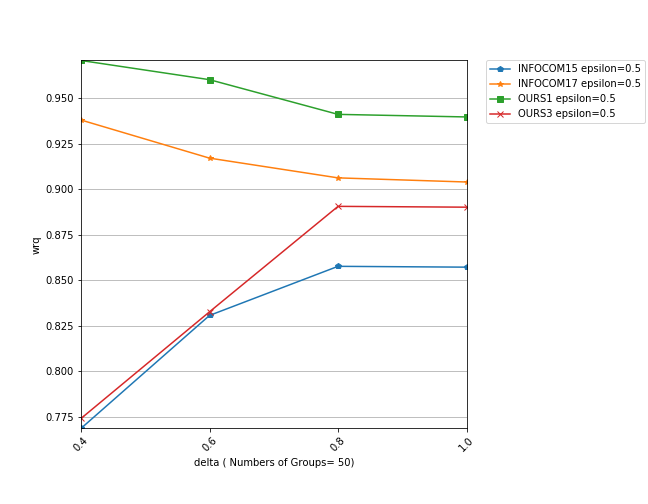 INFOCOM15 epsilon=0.5
INFOCOM17 epsilon=0.5
OURS1 epsilon=0.5
OURS3 epsilon=0.5
wrq
0.950
0.925
0.900
0.875
0.850
0.825
0.800
0.775
0.4
0.6
0.8
1.0
delta ( Numbers of Groups= 50)